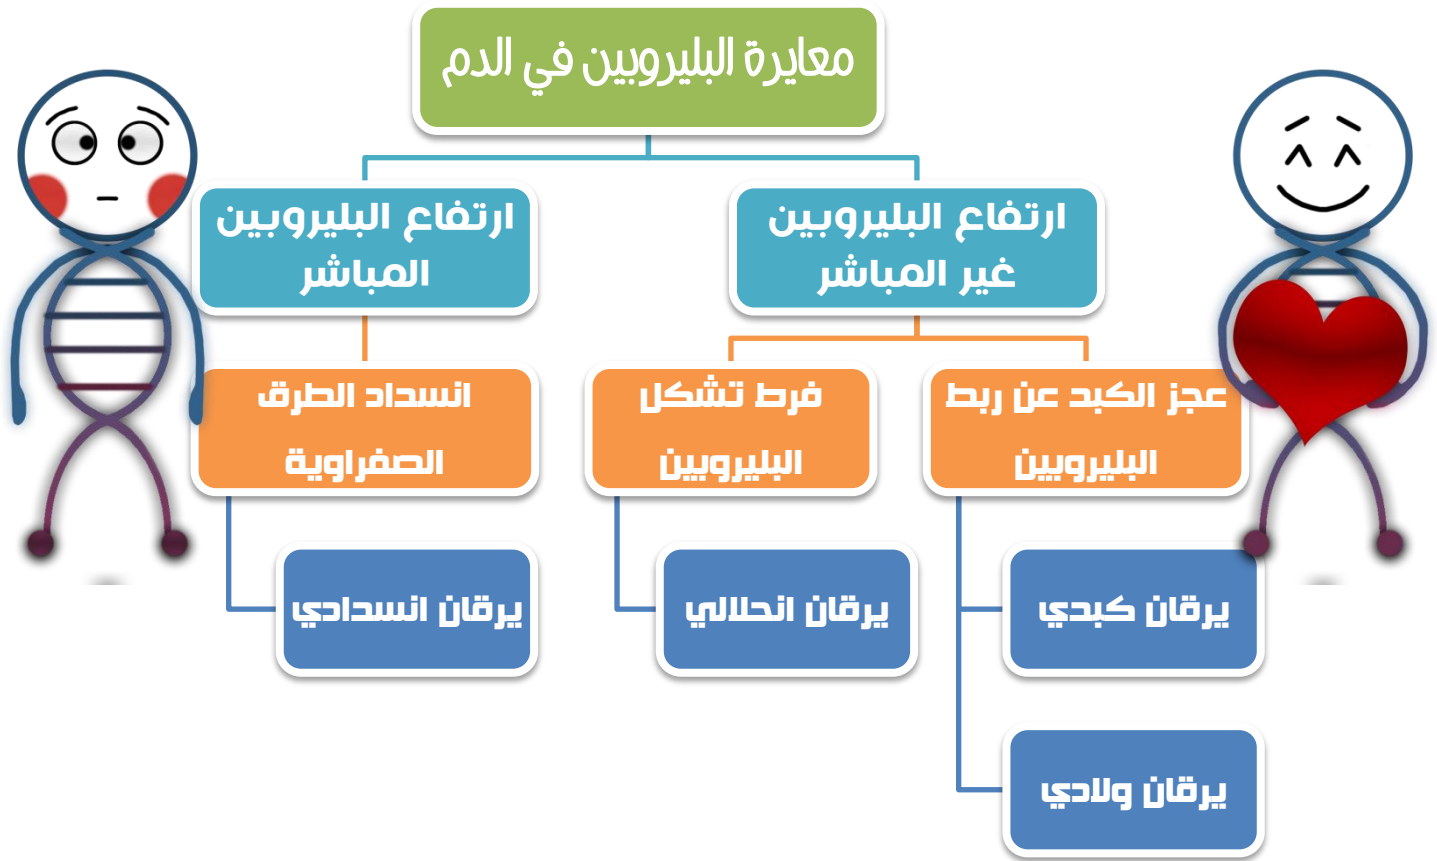 معايرة البليروبين في الدم
ارتفاع البليروبين
غير المباشر
ارتفاع البليروبين
المباشر
عجز الكبد عن ربط
البليروبين
فرط تشكل
البليروبين
انسداد الطرق
الصفراوية
يرقان كبدي
يرقان انحلالي
يرقان انسدادي
يرقان ولادي